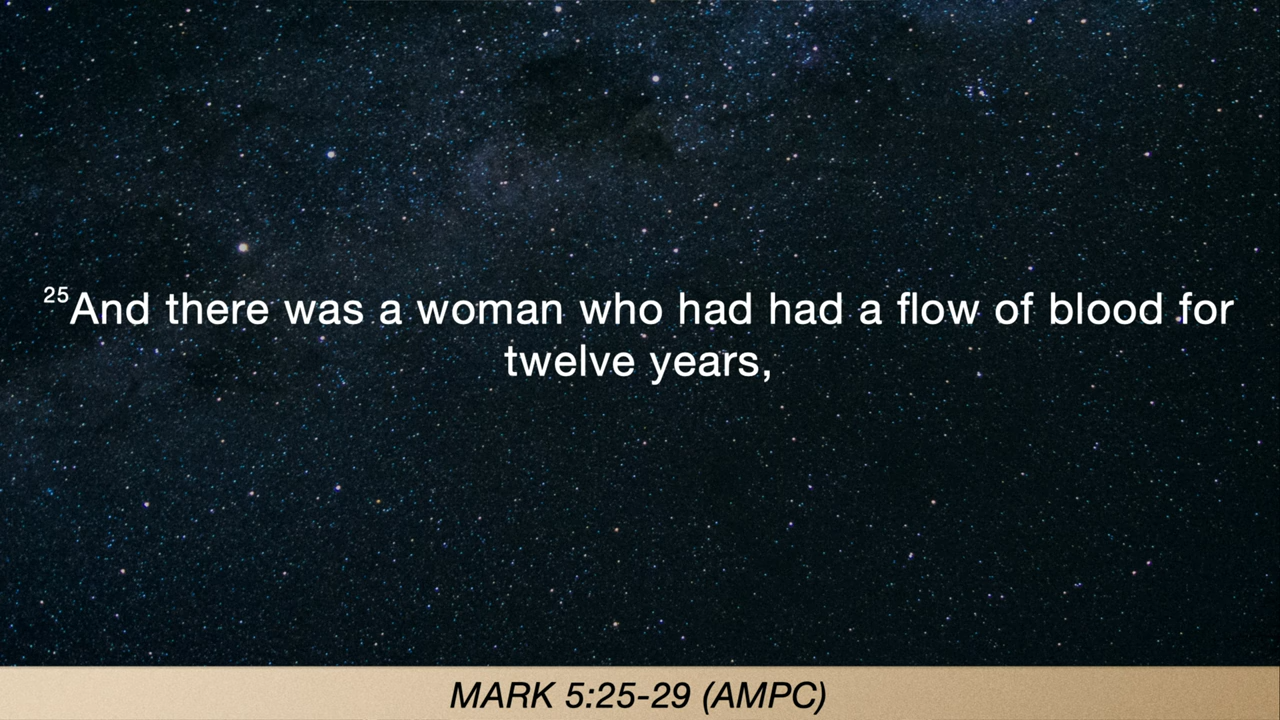 25And there was a woman who had had a flow of blood for
twelve years,
MARK 5:25-29 (AMPC)